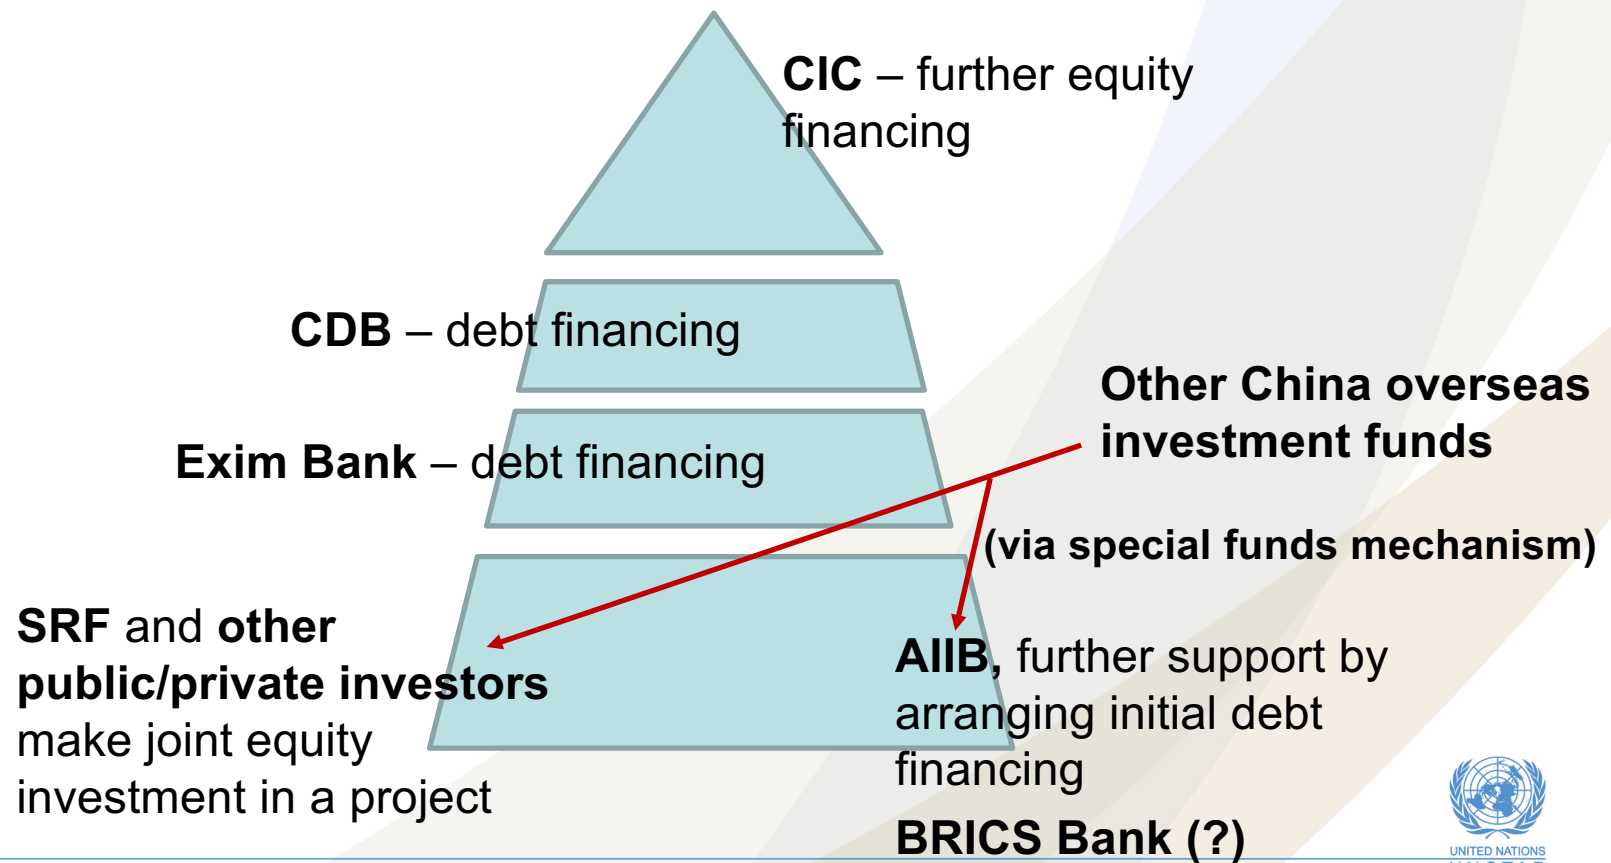 CIC – further equity
financing
CDB – debt financing
Other China overseas
investment funds
Exim Bank – debt financing
(via special funds mechanism)
SRF and other
public/private investors
make joint equity
investment in a project
AIIB, further support by
arranging initial debt
financing
BRICS Bank (?)
UNITED NATIONS